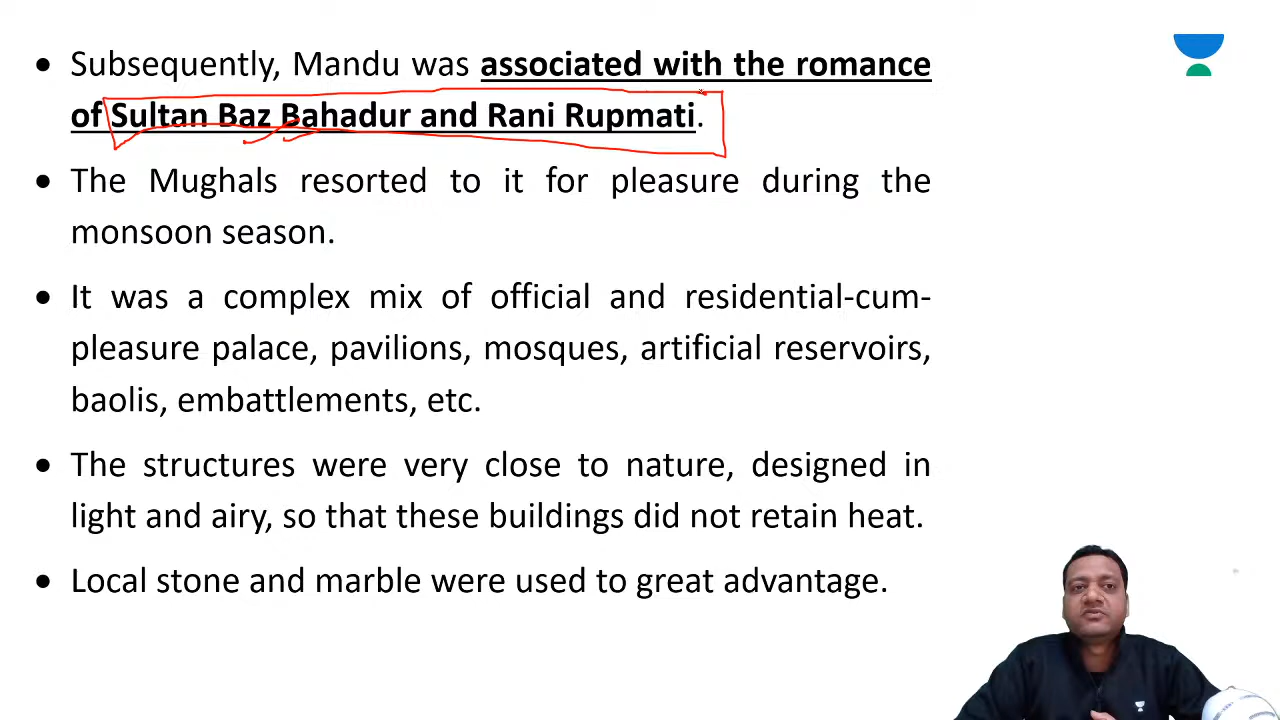 • Subsequently, Mandu was associated with the romance
of Sultan Baz Bahadur and Rani Rupmati.
• The Mughals resorted to it for pleasure during the
monsoon season.
• It was a complex mix of official and residential-cum-
pleasure palace, pavilions, mosques, artificial reservoirs,
baolis, embattlements, etc.
• The structures were very close to nature, designed in
light and airy, so that these buildings did not retain heat.
• Local stone and marble were used to great advantage.